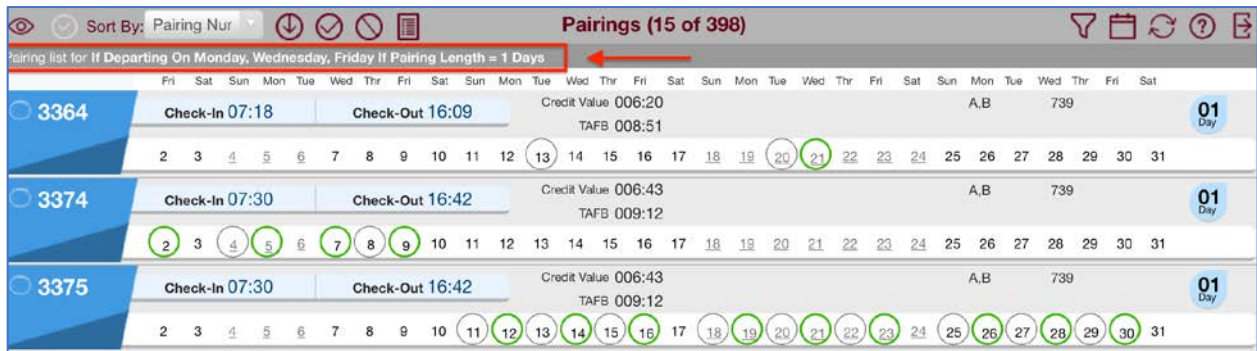 Sort By: Pairing Nur Pairings (15 of 398)
Pairing list for If Departing On Monday, Wednesday, Friday If Pairing Length = 1 Days
Fri Sat Sun Mon Tue Wed Thr Fri Sat Sun Mon Tue Wed Thr Fri Sat Sun Mon Tue Wed Thr Fri Sat Sun Mon Tue Wed Thr Fri Sat
3364 Check-In 07:18 Check-Out 16:09 Credit Value 006:20 A,B 739 01
TAFB 008:51 Day
2 3 4 5 6 7 8 9 10 11 12 13 14 15 16 17 18 19 20 21 22 23 24 25 26 27 28 29 30 31
3374 Check-In 07:30 Check-Out 16:42 Credit Value 006:43 A,B 739 01
TAFB 009:12 Day
2 3 4 5 6 7 8 9 10 11 12 13 14 15 16 17 18 19 20 21 22 23 24 25 26 27 28 29 30 31
3375 Check-In 07:30 Check-Out 16:42 Credit Value 006:43 A,B 739 01
TAFB 009:12 Day
2 3 4 5 6 7 8 9 10 11 12 13 14 15 16 17 18 19 20 21 22 23 24 25 26 27 28 29 30 31